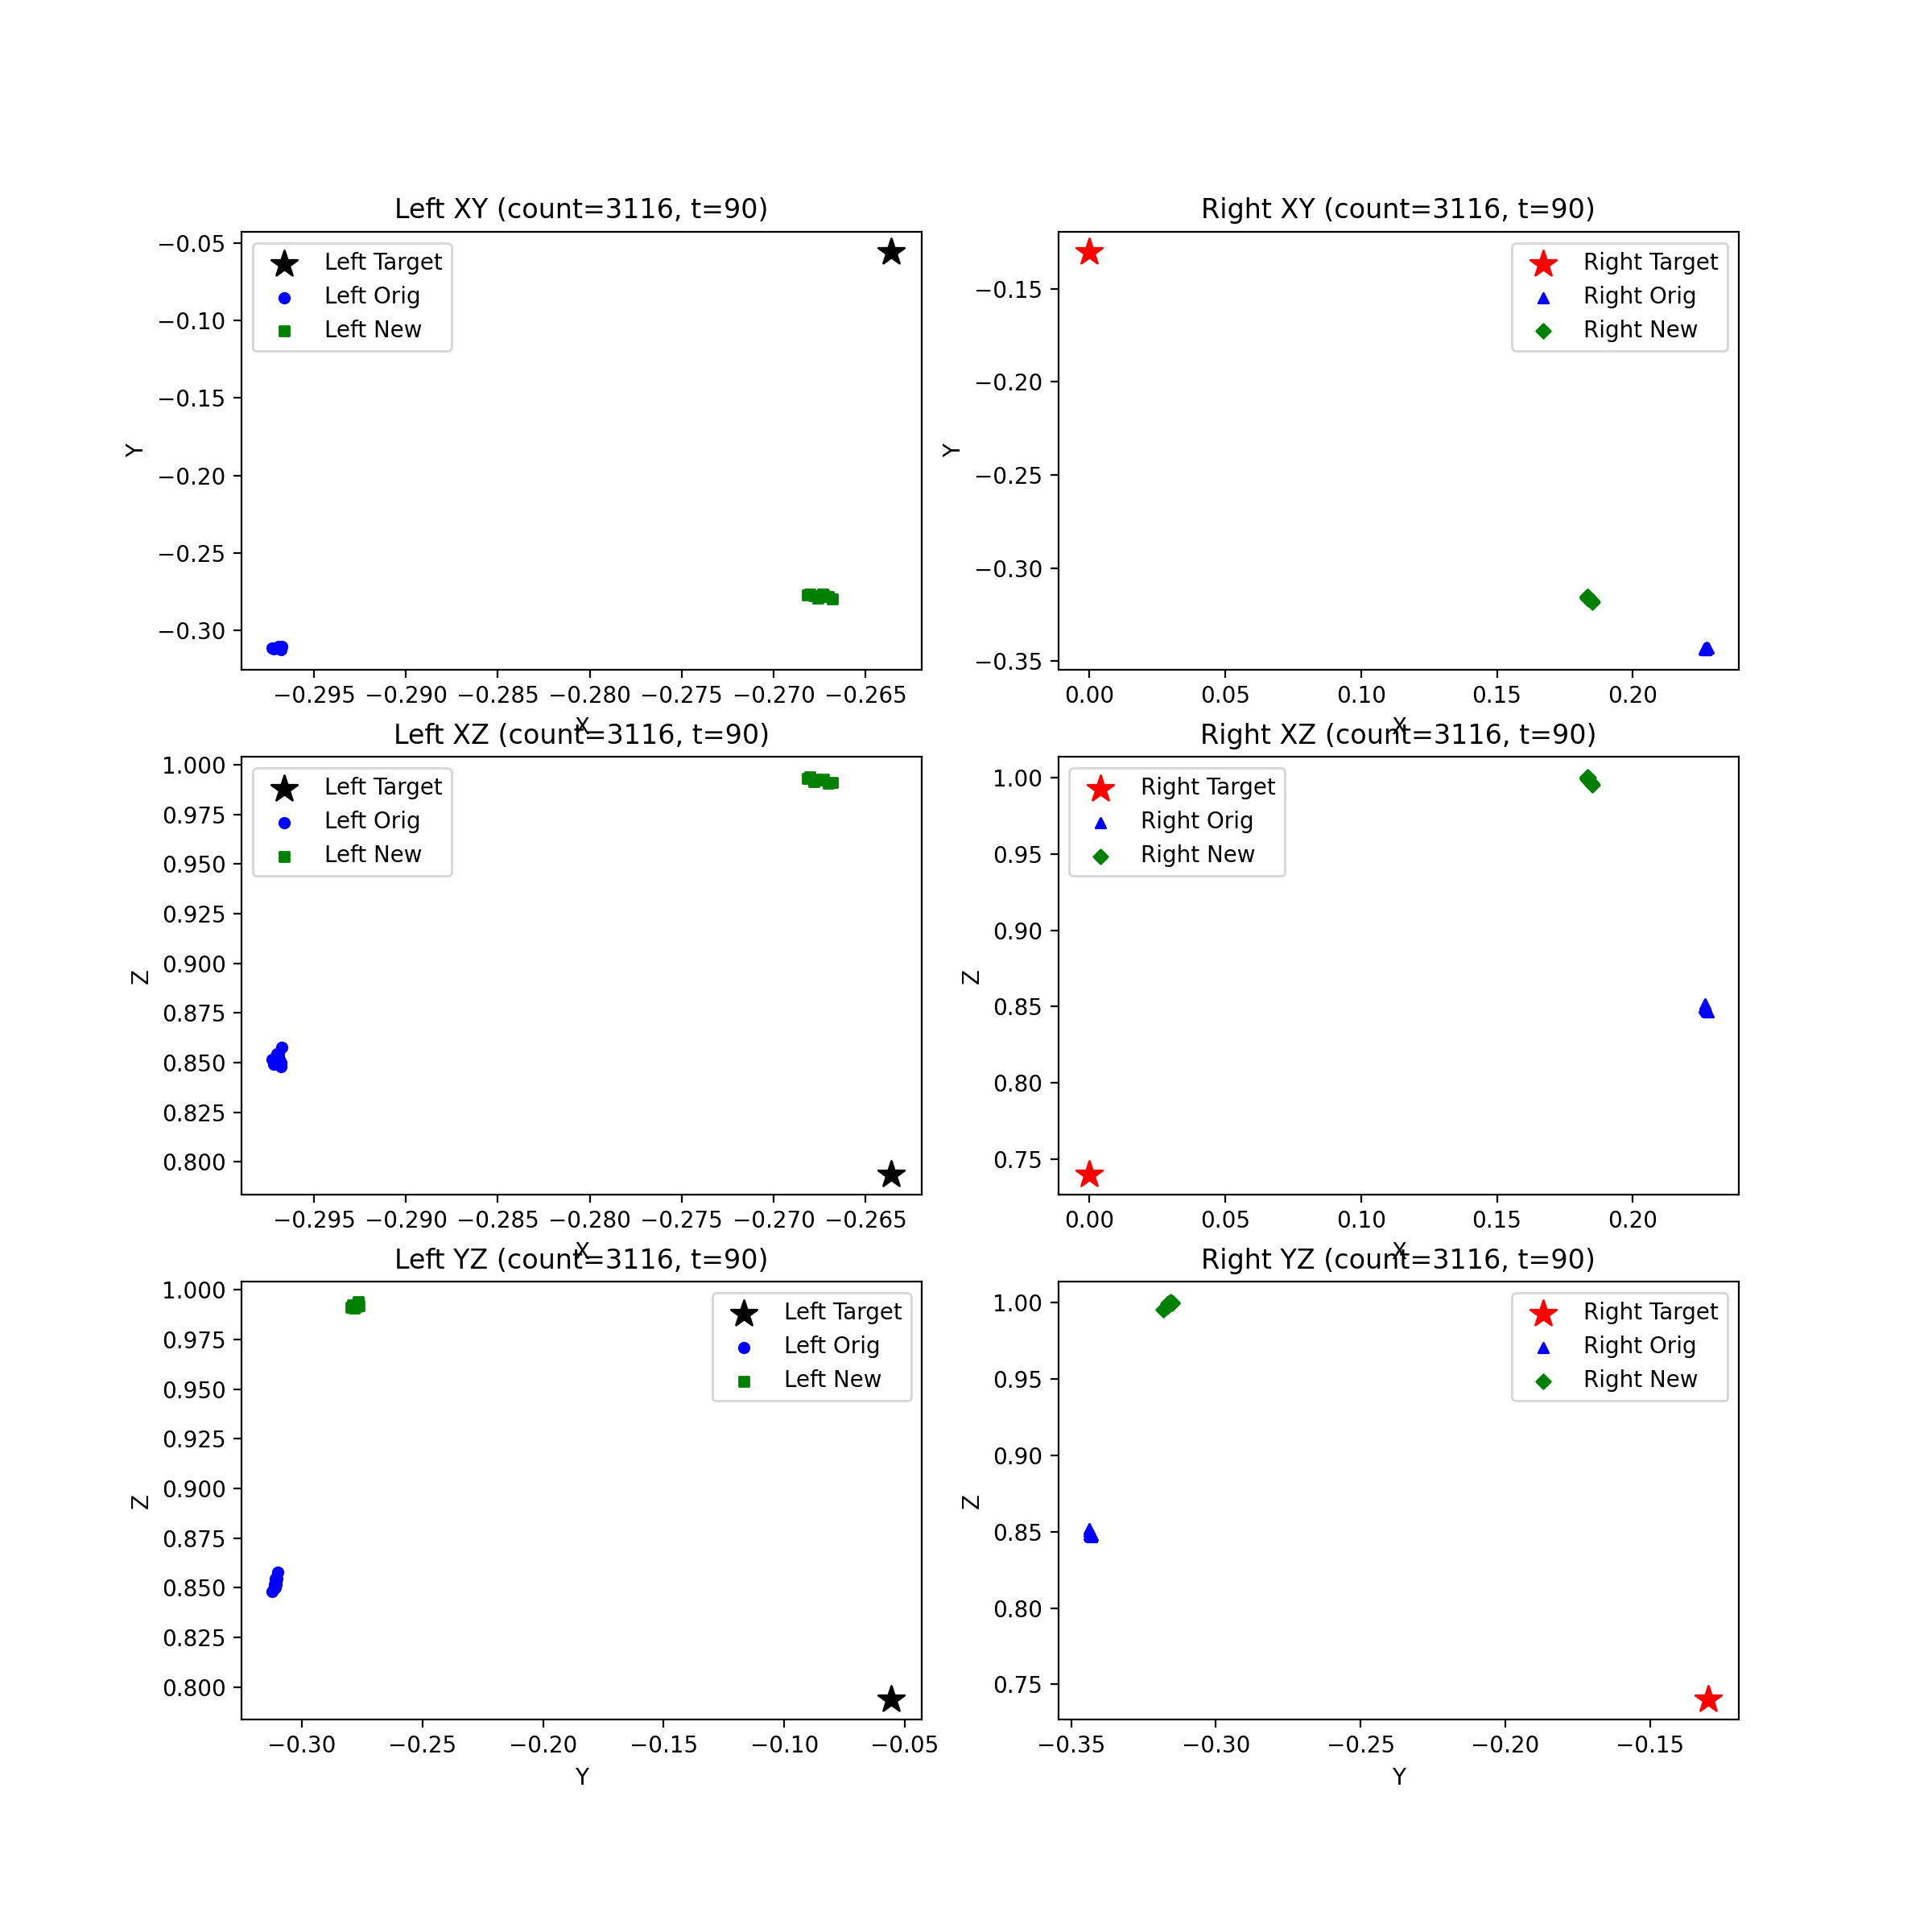 Left XY (count=3116, t=90)
−0.05
−0.10
−0.15
−0.20
−0.25
−0.30
Y
Left Target
Left Orig
Left New
−0.295
−0.290
−0.285
−0.280
−0.275
−0.270
−0.265
X
Right XY (count=3116, t=90)
−0.15
−0.20
−0.25
−0.30
−0.35
Y
Right Target
Right Orig
Right New
0.00
0.05
0.10
0.15
0.20
X
Left XZ (count=3116, t=90)
1.000
0.975
0.950
0.925
0.900
0.875
0.850
0.825
0.800
Z
Left Target
Left Orig
Left New
−0.295
−0.290
−0.285
−0.280
−0.275
−0.270
−0.265
X
Right XZ (count=3116, t=90)
1.00
0.95
0.90
0.85
0.80
0.75
Z
Right Target
Right Orig
Right New
0.00
0.05
0.10
0.15
0.20
X
Left YZ (count=3116, t=90)
1.000
0.975
0.950
0.925
0.900
0.875
0.850
0.825
0.800
Z
Left Target
Left Orig
Left New
−0.30
−0.25
−0.20
−0.15
−0.10
−0.05
Y
Right YZ (count=3116, t=90)
1.00
0.95
0.90
0.85
0.80
0.75
Z
Right Target
Right Orig
Right New
−0.35
−0.30
−0.25
−0.20
−0.15
Y